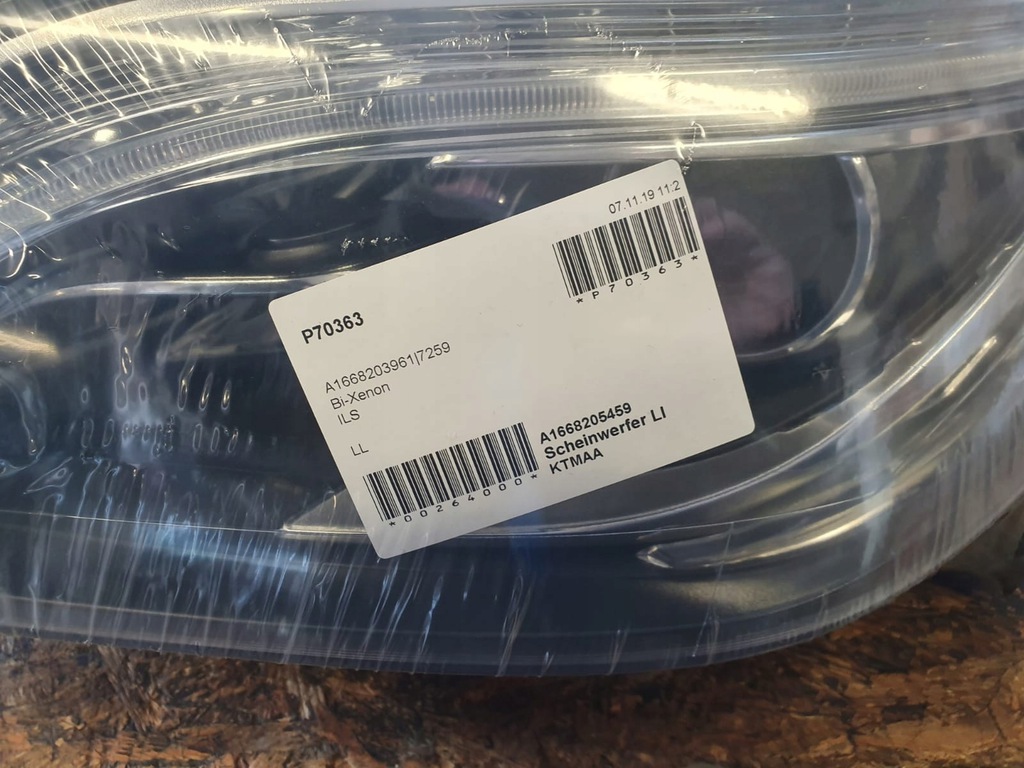 07.11.19 11:2
*P70363*
P70363
A1668203961|7259
Bi-Xenon
ILS
LL
*00264000*
A1668205459
Scheinwerfer LI
KTMAA